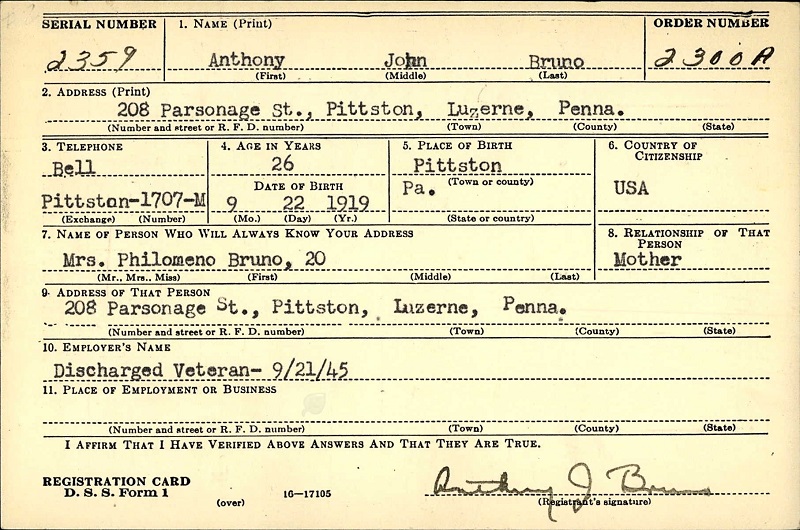 SERIAL NUMBER 1. NAME (Print) ORDER NUMBER
2359 Anthony John Bruno 2300A
(First) (Middle) (Last)
2. ADDRESS (Print)
208 Parsonage St., Pittston, Luzerne, Penna.
(Number and street or R. F. D. number) (Town) (County) (State)
3. TELEPHONE 4. AGE IN YEARS 5. PLACE OF BIRTH 6. COUNTRY OF CITIZENSHIP
Bell 26 Pittston
DATE OF BIRTH (Town or county)
Pa. USA
Pittston-1707-M 9 22 1919
(Exchange) (Number) (Mo.) (Day) (Yr.) (State or country)
7. NAME OF PERSON WHO WILL ALWAYS KNOW YOUR ADDRESS 8. RELATIONSHIP OF THAT PERSON
Mrs. Philomeno Bruno, 20 Mother
(Mr., Mrs., Miss) (First) (Middle) (Last)
9. ADDRESS OF THAT PERSON
208 Parsonage St., Pittston, Luzerne, Penna.
(Number and street or R. F. D. number) (Town) (County) (State)
10. EMPLOYER'S NAME
Discharged Veteran- 9/21/45
11. PLACE OF EMPLOYMENT OR BUSINESS
(Number and street or R. F. D. number) (Town) (County) (State)
I AFFIRM THAT I HAVE VERIFIED ABOVE ANSWERS AND THAT THEY ARE TRUE.
REGISTRATION CARD Anthony J Bruno
D. S. S. Form 1 (over) 16-17105 (Registrant's signature)